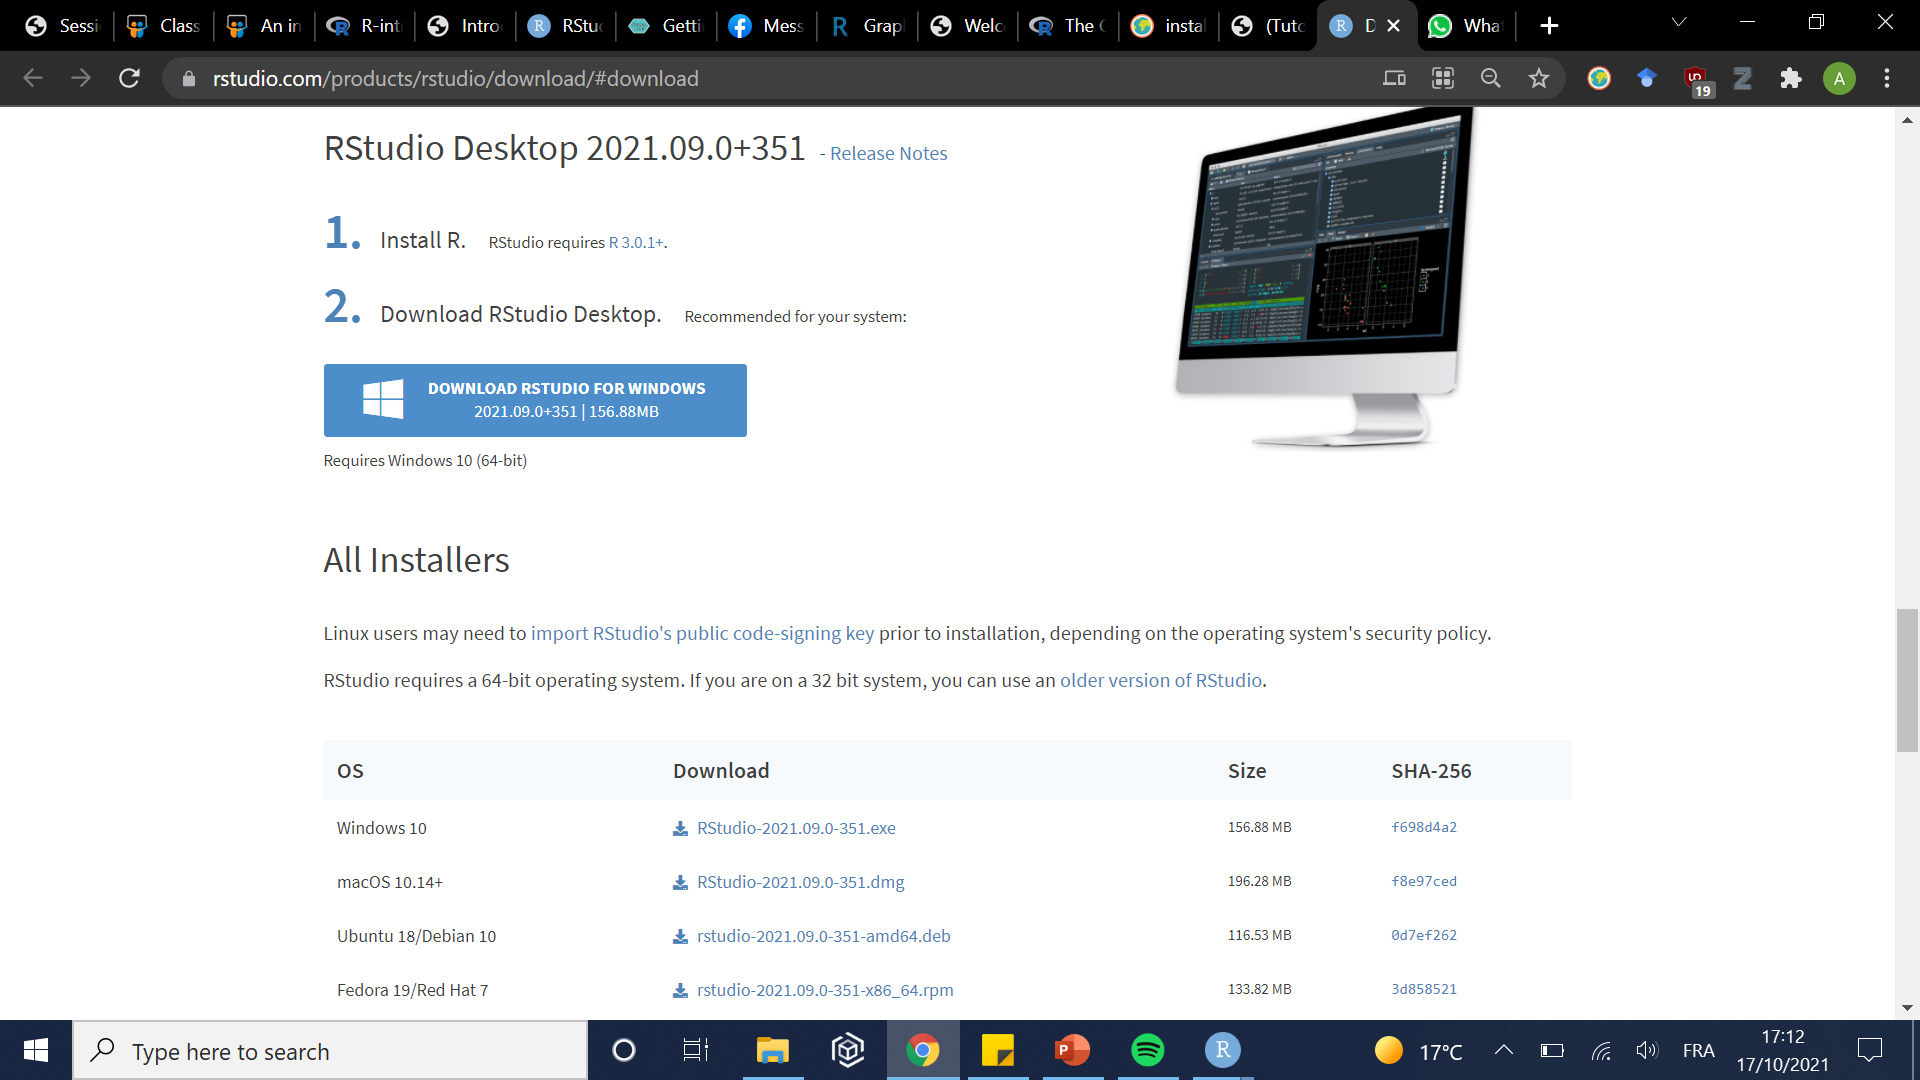 Sessi
Class
An in
R-int
Intro
RStu
Getti
Mess
Grap
Welc
The
instal
(Tuto
D
What
rstudio.com/products/rstudio/download/#download
19
A
RStudio Desktop 2021.09.0+351 - Release Notes
1. Install R. RStudio requires R 3.0.1+.
2. Download RStudio Desktop. Recommended for your system:
DOWNLOAD RSTUDIO FOR WINDOWS
2021.09.0+351 | 156.88MB
Requires Windows 10 (64-bit)
All Installers
Linux users may need to import RStudio's public code-signing key prior to installation, depending on the operating system's security policy.
RStudio requires a 64-bit operating system. If you are on a 32 bit system, you can use an older version of RStudio.
OS Download Size SHA-256
Windows 10 RStudio-2021.09.0-351.exe 156.88 MB f698d4a2
macOS 10.14+ RStudio-2021.09.0-351.dmg 196.28 MB f8e97ced
Ubuntu 18/Debian 10 rstudio-2021.09.0-351-amd64.deb 116.53 MB 0d7ef262
Fedora 19/Red Hat 7 rstudio-2021.09.0-351-x86_64.rpm 133.82 MB 3d858521
Type here to search
17°C
FRA
17:12
17/10/2021